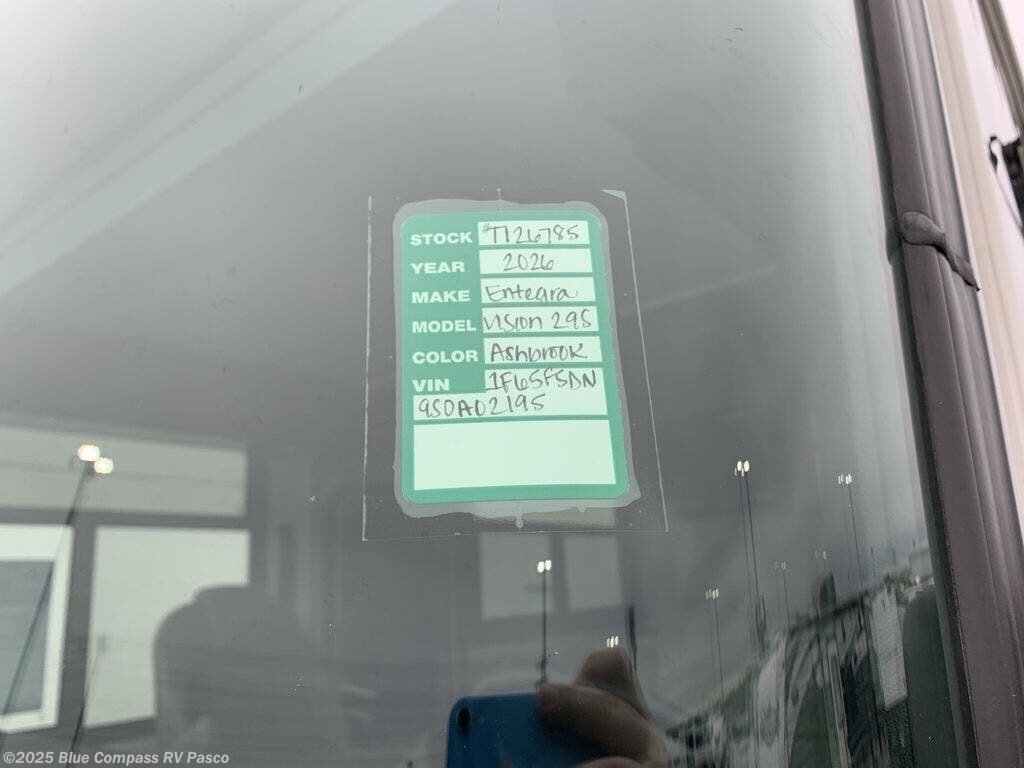 STOCK #T126785
YEAR 2026
MAKE Entegra
MODEL Vision 29S
COLOR Ashbrook
VIN 1F65F5DN
9S0A02195
©2025 Blue Compass RV Pasco